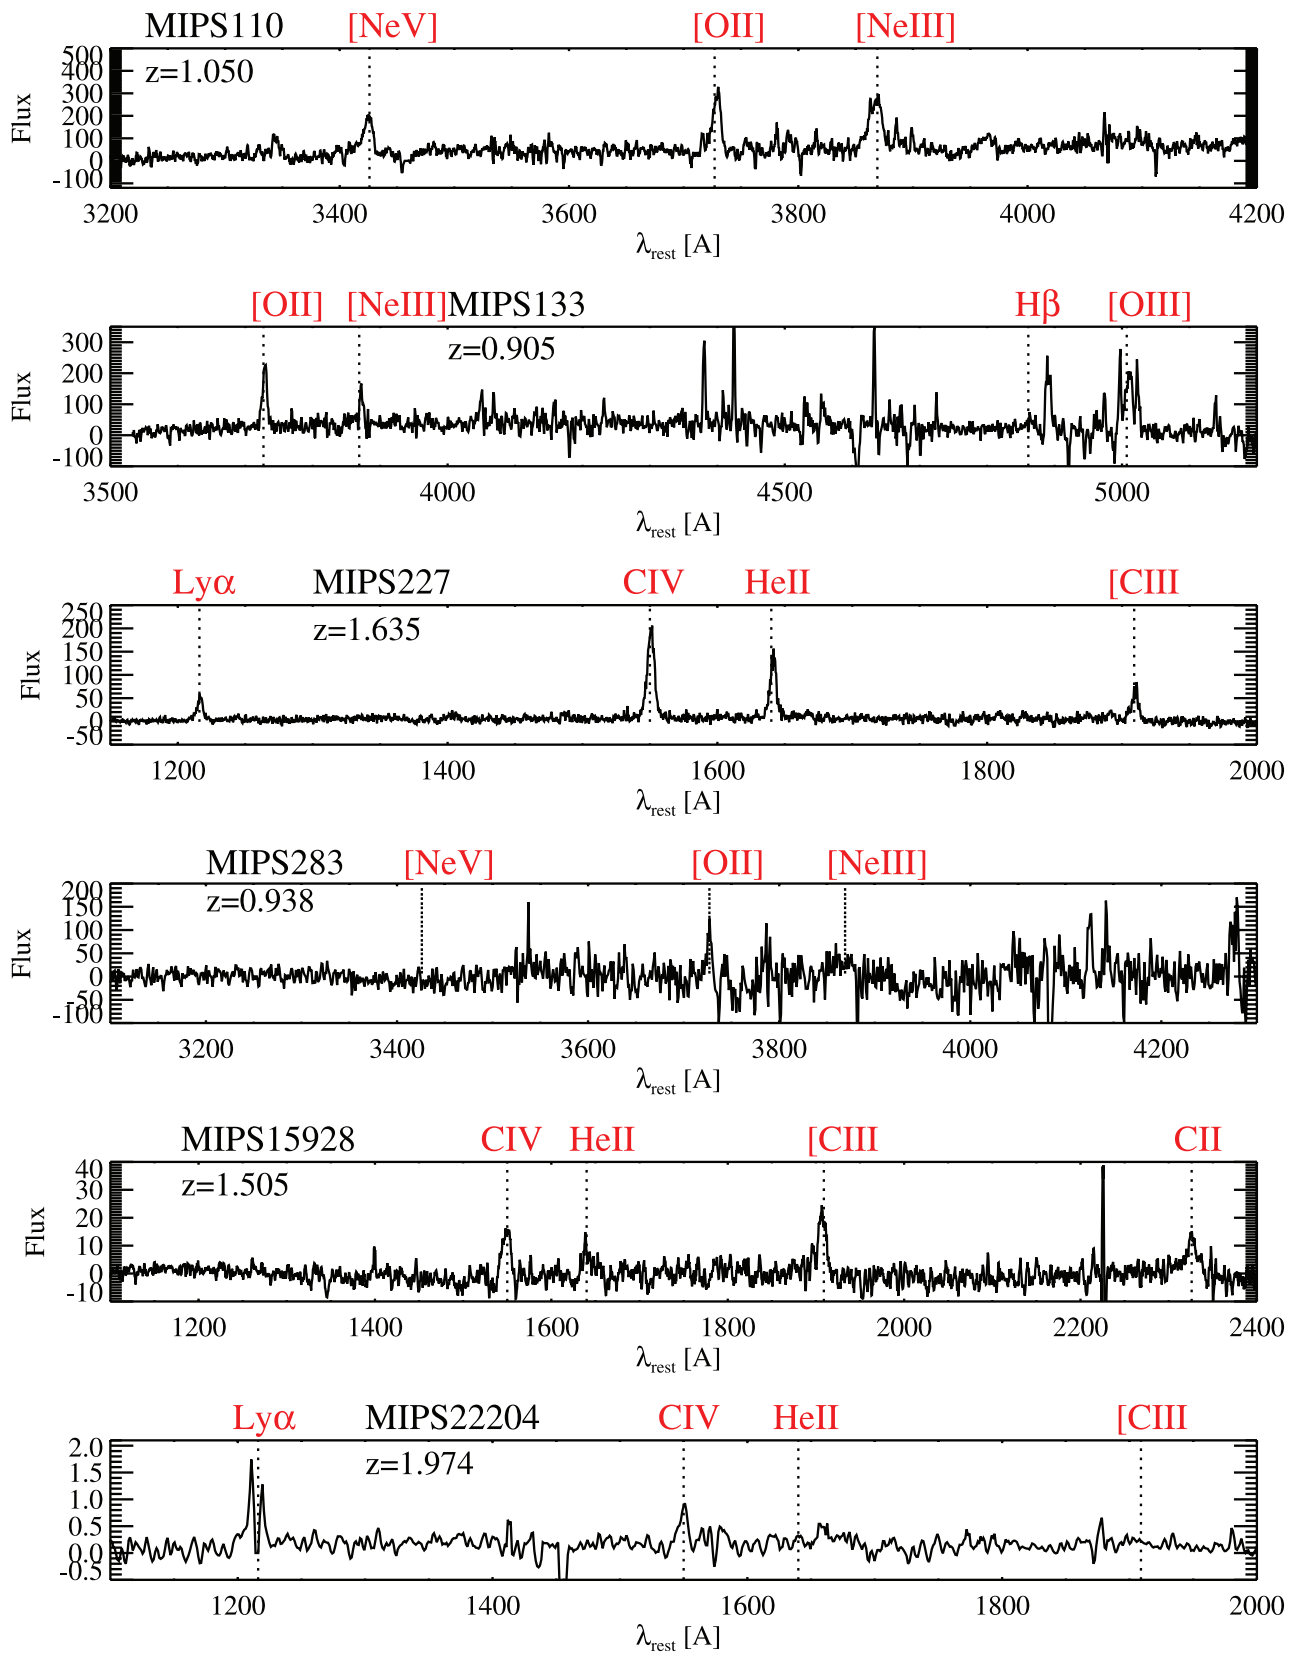 MIPS110 [NeV] [OII] [NeIII]
z=1.050
500
400
300
200
100
0
-100
Flux
3200 3400 3600 3800 4000 4200
λrest [A]
[OII] [NeIII] MIPS133 Hβ [OIII]
z=0.905
300
200
100
0
-100
Flux
3500 4000 4500 5000
λrest [A]
Lyα MIPS227 CIV HeII [CIII
z=1.635
250
200
150
100
50
0
-50
Flux
1200 1400 1600 1800 2000
λrest [A]
MIPS283 [NeV] [OII] [NeIII]
z=0.938
200
150
100
50
0
-50
-100
Flux
3200 3400 3600 3800 4000 4200
λrest [A]
MIPS15928 CIV HeII [CIII CII
z=1.505
40
30
20
10
0
-10
Flux
1200 1400 1600 1800 2000 2200 2400
λrest [A]
Lyα MIPS22204 CIV HeII [CIII
z=1.974
2.0
1.5
1.0
0.5
0.0
-0.5
1200 1400 1600 1800 2000
λrest [A]